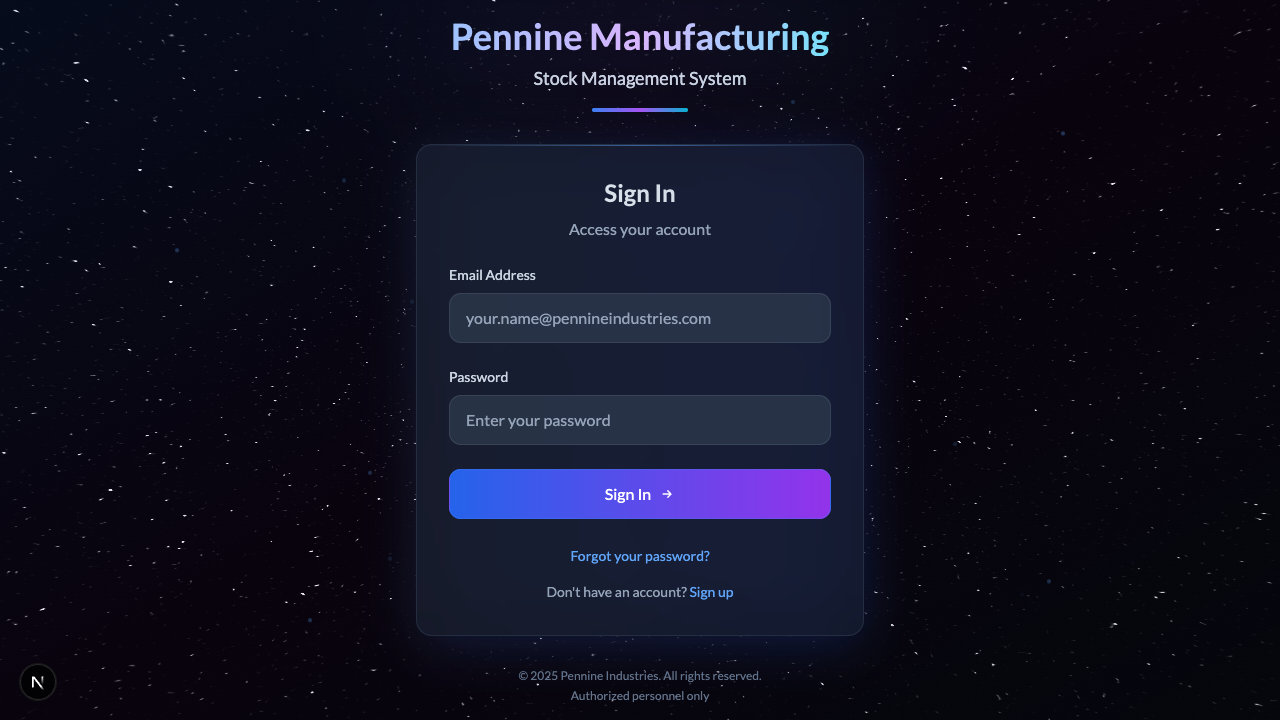 Pennine Manufacturing
Stock Management System
Sign In
Access your account
Email Address
your.name@pennineindustries.com
Password
Enter your password
Sign In →
Forgot your password?
Don't have an account? Sign up
© 2025 Pennine Industries. All rights reserved.
Authorized personnel only
N